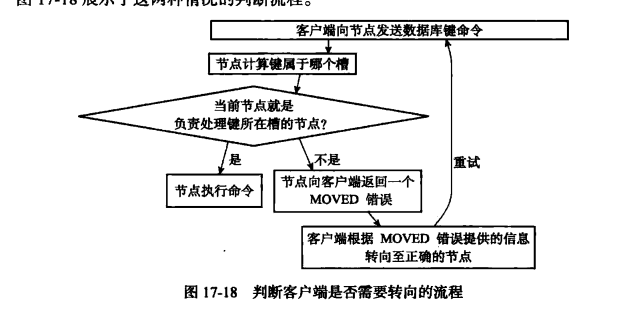 图 17-18 展示了这两种情况的判断流程。
客户端向节点发送数据库键命令
节点计算键属于哪个槽
当前节点就是
负责处理键所在槽的节点?
是
不是
重试
节点执行命令
节点向客户端返回一个
MOVED 错误
客户端根据 MOVED 错误提供的信息
转向至正确的节点
图 17-18 判断客户端是否需要转向的流程